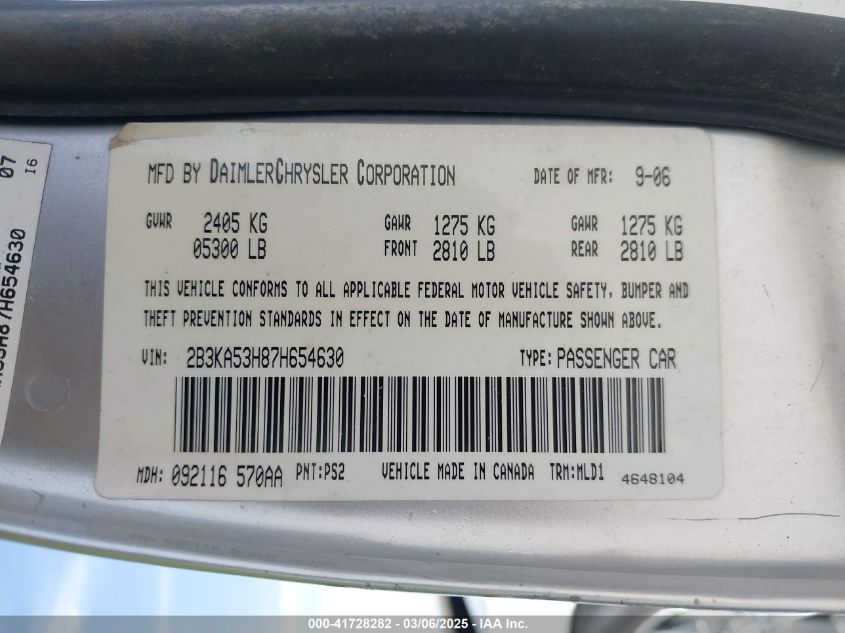 MFD BY DAIMLERCHRYSLER CORPORATION DATE OF MFR: 9-06
GVWR 2405 KG GAWR 1275 KG GAWR 1275 KG
05300 LB FRONT 2810 LB REAR 2810 LB
THIS VEHICLE CONFORMS TO ALL APPLICABLE FEDERAL MOTOR VEHICLE SAFETY, BUMPER AND
THEFT PREVENTION STANDARDS IN EFFECT ON THE DATE OF MANUFACTURE SHOWN ABOVE.
VIN: 2B3KA53H87H654630 TYPE: PASSENGER CAR
MDH: 092116 570AA PNT:PS2 VEHICLE MADE IN CANADA TRM:MLD1 4648104
07
I6
000-41728282 - 03/06/2025 - IAA Inc.